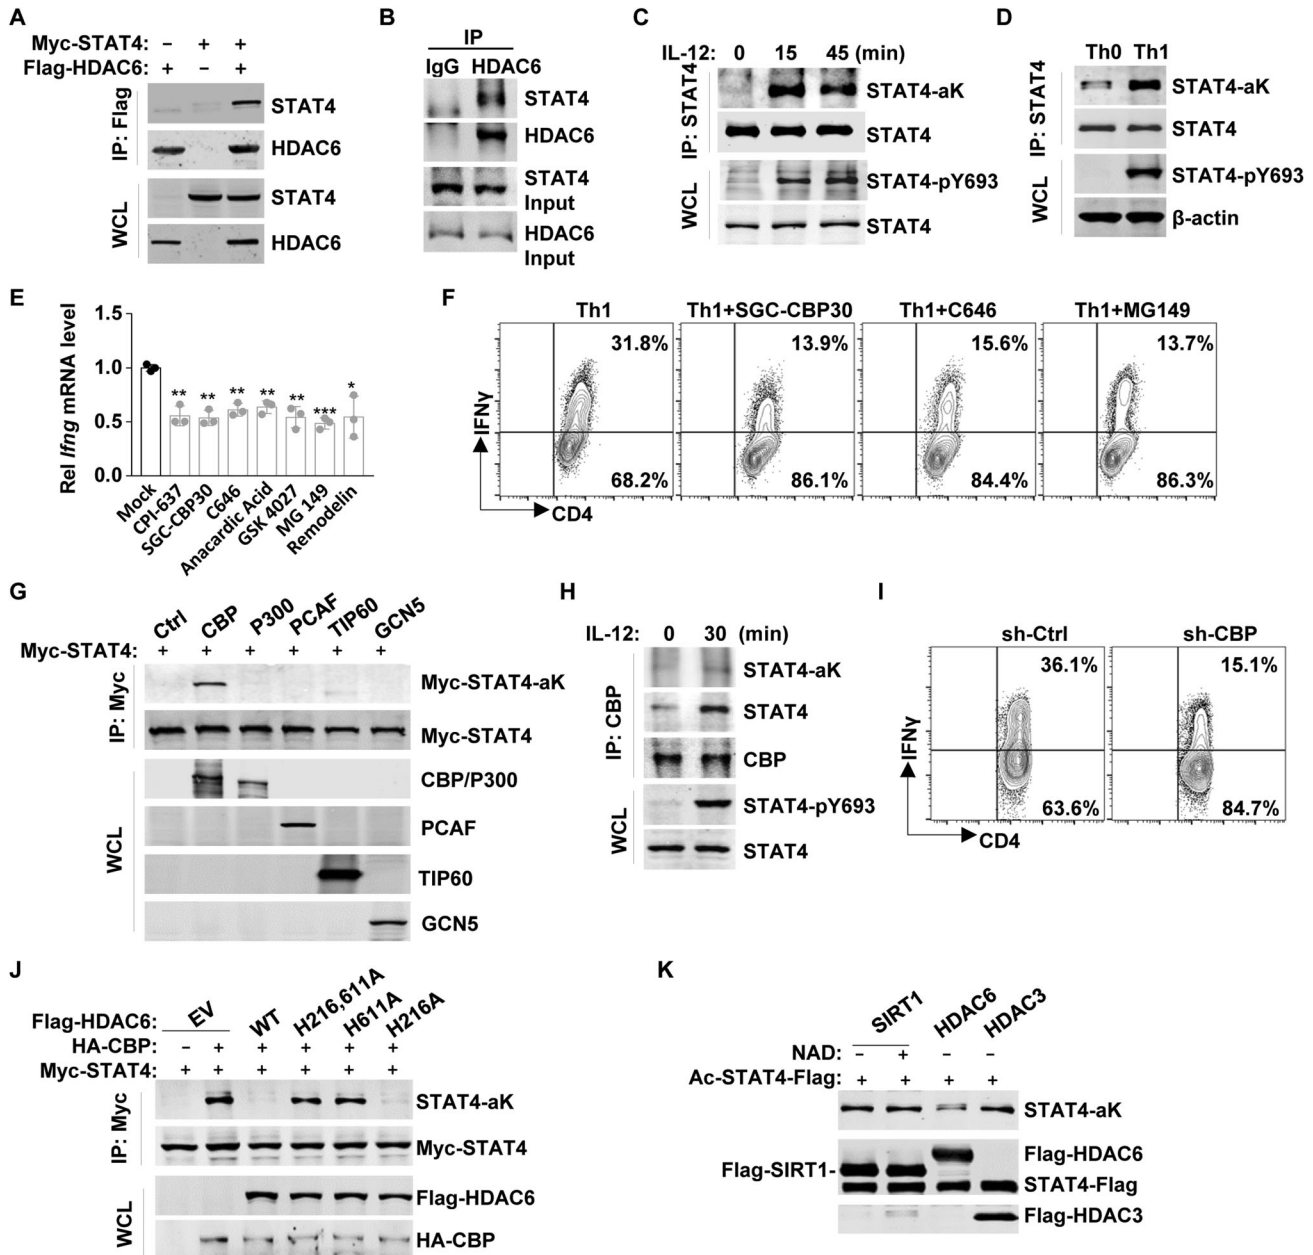 A
Myc-STAT4: – + +
Flag-HDAC6: + – +
IP: Flag
STAT4
HDAC6
WCL
STAT4
HDAC6
B
IP
IgG HDAC6
STAT4
HDAC6
STAT4
Input
HDAC6
Input
C
IL-12: 0 15 45 (min)
IP: STAT4
STAT4-aK
STAT4
WCL
STAT4-pY693
STAT4
D
Th0 Th1
IP: STAT4
STAT4-aK
STAT4
WCL
STAT4-pY693
β-actin
E
Rel Ifng mRNA level
1.5
1.0
0.5
0.0
** ** ** ** ** *** *
Mock
CPI-637
SGC-CBP30
C646
Anacardic Acid
GSK 4027
MG 149
Remodelin
F
Th1 Th1+SGC-CBP30 Th1+C646 Th1+MG149
31.8% 13.9% 15.6% 13.7%
68.2% 86.1% 84.4% 86.3%
IFNγ
CD4
G
Ctrl CBP P300 PCAF TIP60 GCN5
Myc-STAT4: + + + + + +
IP: Myc
Myc-STAT4-aK
Myc-STAT4
WCL
CBP/P300
PCAF
TIP60
GCN5
H
IL-12: 0 30 (min)
IP: CBP
STAT4-aK
STAT4
CBP
WCL
STAT4-pY693
STAT4
I
sh-Ctrl sh-CBP
36.1% 15.1%
63.6% 84.7%
IFNγ
CD4
J
Flag-HDAC6: EV WT H216,611A H611A H216A
HA-CBP: – + + + + +
Myc-STAT4: + + + + + +
IP: Myc
STAT4-aK
Myc-STAT4
WCL
Flag-HDAC6
HA-CBP
K
SIRT1 HDAC6 HDAC3
NAD: – + – –
Ac-STAT4-Flag: + + + +
STAT4-aK
Flag-HDAC6
Flag-SIRT1-
STAT4-Flag
Flag-HDAC3